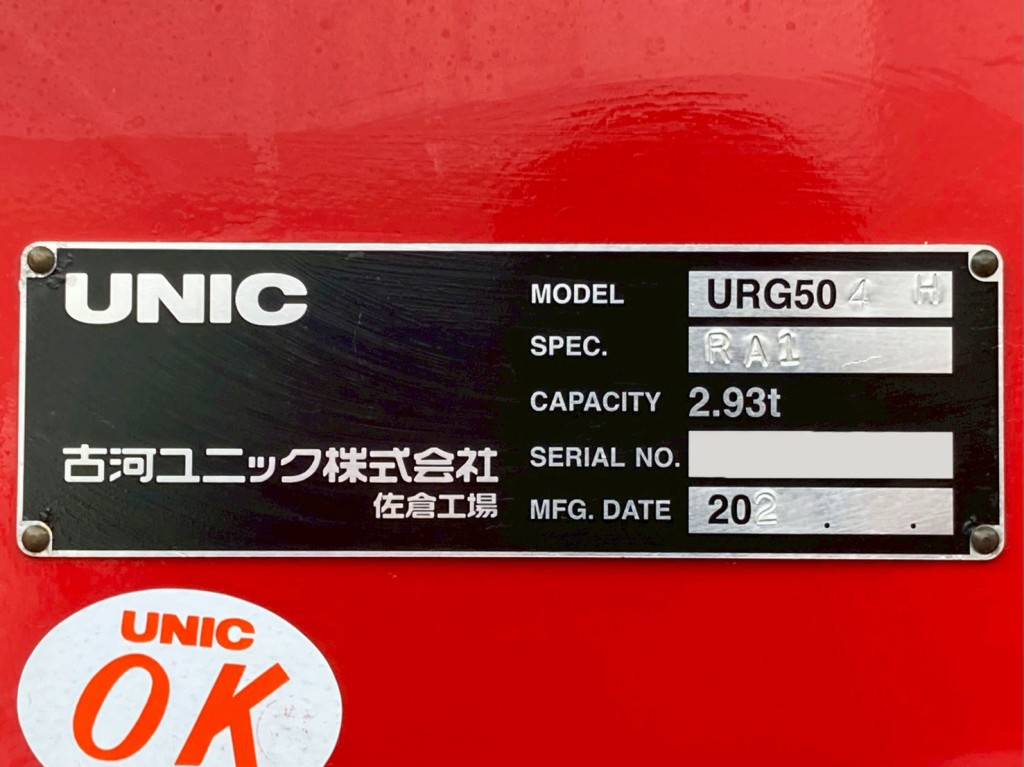 UNIC
MODEL URG504 H
SPEC. RA1
CAPACITY 2.93t
古河ユニック株式会社
佐倉工場
SERIAL NO.
MFG. DATE 202 . .
UNIC
OK